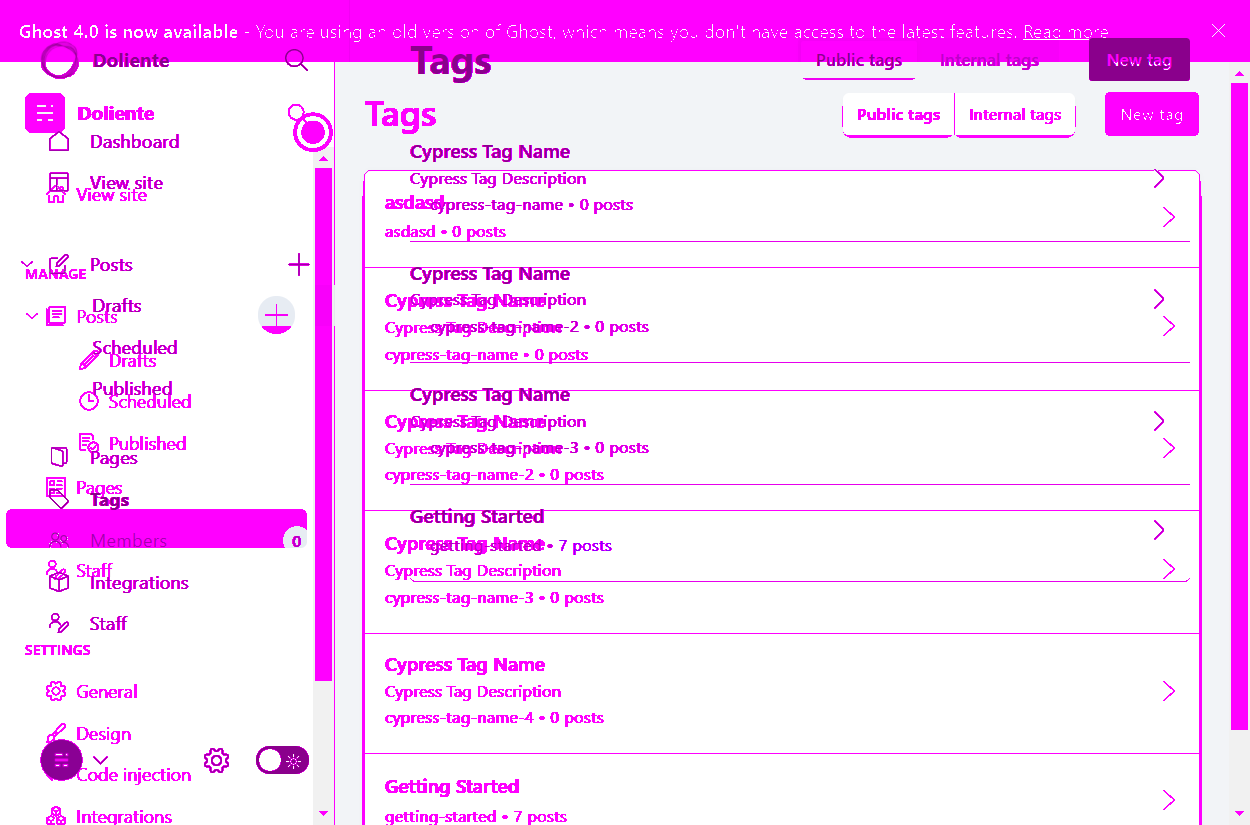 Ghost 4.0 is now available - You are using an old version of Ghost, which means you don't have access to the latest features. Read more
Doliente
Tags
Public tags
Internal tags
New tag
Doliente
Tags
Public tags
Internal tags
New tag
Dashboard
View site
View site
Posts
MANAGE
Drafts
Posts
Scheduled
Drafts
Published
Scheduled
Published
Pages
Pages
Tags
Members
0
Staff
Integrations
Staff
SETTINGS
General
Design
Code injection
Integrations
Cypress Tag Name
Cypress Tag Description
asdasd
cypress-tag-name • 0 posts
asdasd • 0 posts
Cypress Tag Name
Cypress Tag Description
Cypress Tag Name
cypress-tag-name-2 • 0 posts
Cypress Tag Description
cypress-tag-name • 0 posts
Cypress Tag Name
Cypress Tag Description
Cypress Tag Name
cypress-tag-name-3 • 0 posts
Cypress Tag Description
cypress-tag-name-2 • 0 posts
Getting Started
getting-started • 7 posts
Cypress Tag Name
Cypress Tag Description
cypress-tag-name-3 • 0 posts
Cypress Tag Name
Cypress Tag Description
cypress-tag-name-4 • 0 posts
Getting Started
getting-started • 7 posts